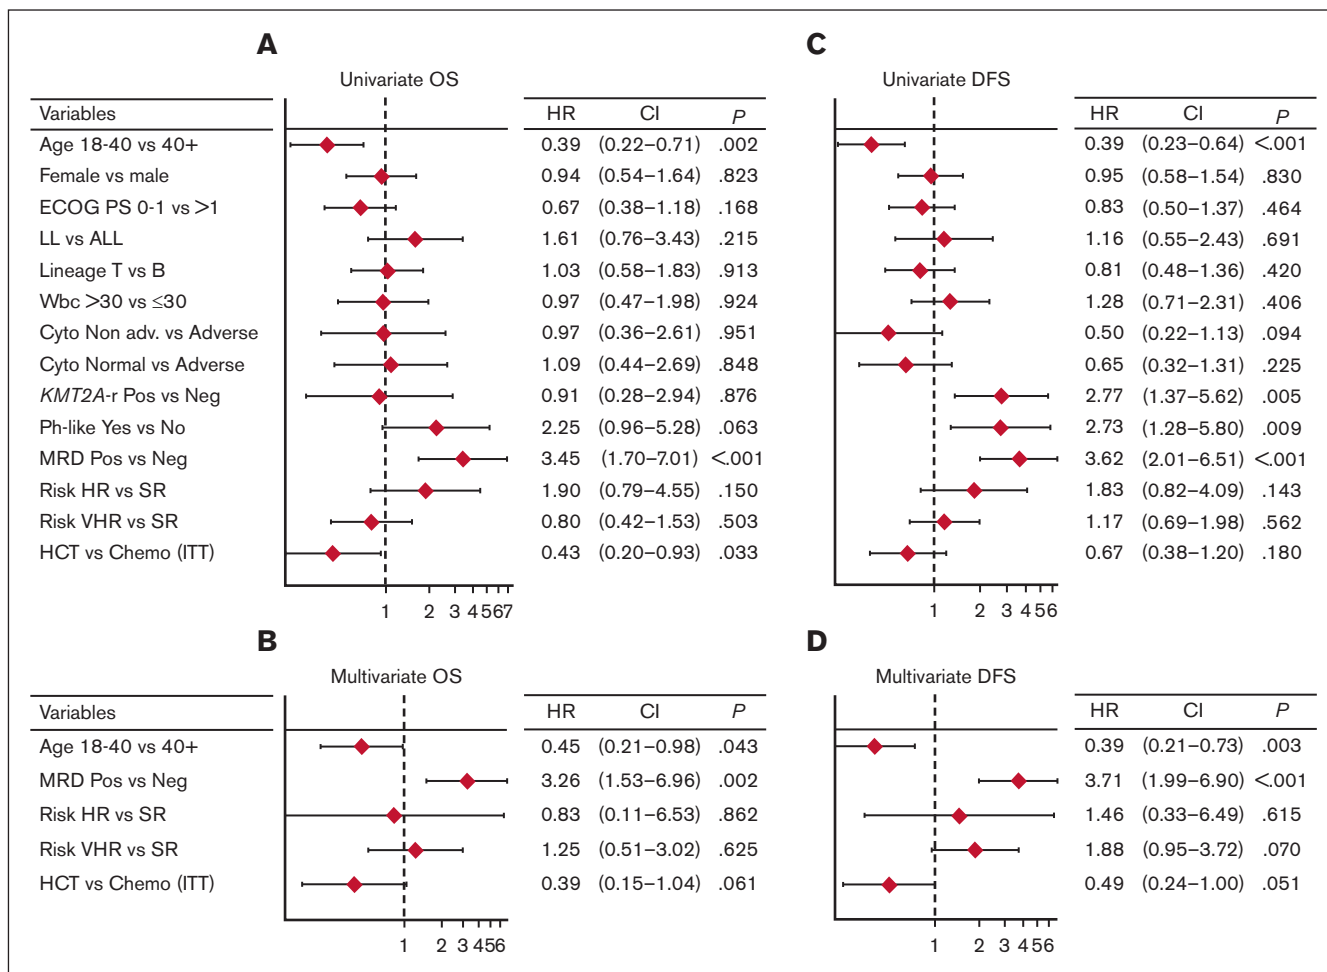 A
Univariate OS
Variables HR CI P
Age 18-40 vs 40+ 0.39 (0.22–0.71) .002
Female vs male 0.94 (0.54–1.64) .823
ECOG PS 0-1 vs >1 0.67 (0.38–1.18) .168
LL vs ALL 1.61 (0.76–3.43) .215
Lineage T vs B 1.03 (0.58–1.83) .913
Wbc >30 vs ≤30 0.97 (0.47–1.98) .924
Cyto Non adv. vs Adverse 0.97 (0.36–2.61) .951
Cyto Normal vs Adverse 1.09 (0.44–2.69) .848
KMT2A-r Pos vs Neg 0.91 (0.28–2.94) .876
Ph-like Yes vs No 2.25 (0.96–5.28) .063
MRD Pos vs Neg 3.45 (1.70–7.01) <.001
Risk HR vs SR 1.90 (0.79–4.55) .150
Risk VHR vs SR 0.80 (0.42–1.53) .503
HCT vs Chemo (ITT) 0.43 (0.20–0.93) .033
1 2 3 4 5 6 7
C
Univariate DFS
HR CI P
0.39 (0.23–0.64) <.001
0.95 (0.58–1.54) .830
0.83 (0.50–1.37) .464
1.16 (0.55–2.43) .691
0.81 (0.48–1.36) .420
1.28 (0.71–2.31) .406
0.50 (0.22–1.13) .094
0.65 (0.32–1.31) .225
2.77 (1.37–5.62) .005
2.73 (1.28–5.80) .009
3.62 (2.01–6.51) <.001
1.83 (0.82–4.09) .143
1.17 (0.69–1.98) .562
0.67 (0.38–1.20) .180
1 2 3 4 5 6
B
Multivariate OS
Variables HR CI P
Age 18-40 vs 40+ 0.45 (0.21–0.98) .043
MRD Pos vs Neg 3.26 (1.53–6.96) .002
Risk HR vs SR 0.83 (0.11–6.53) .862
Risk VHR vs SR 1.25 (0.51–3.02) .625
HCT vs Chemo (ITT) 0.39 (0.15–1.04) .061
1 2 3 4 5 6
D
Multivariate DFS
HR CI P
0.39 (0.21–0.73) .003
3.71 (1.99–6.90) <.001
1.46 (0.33–6.49) .615
1.88 (0.95–3.72) .070
0.49 (0.24–1.00) .051
1 2 3 4 5 6